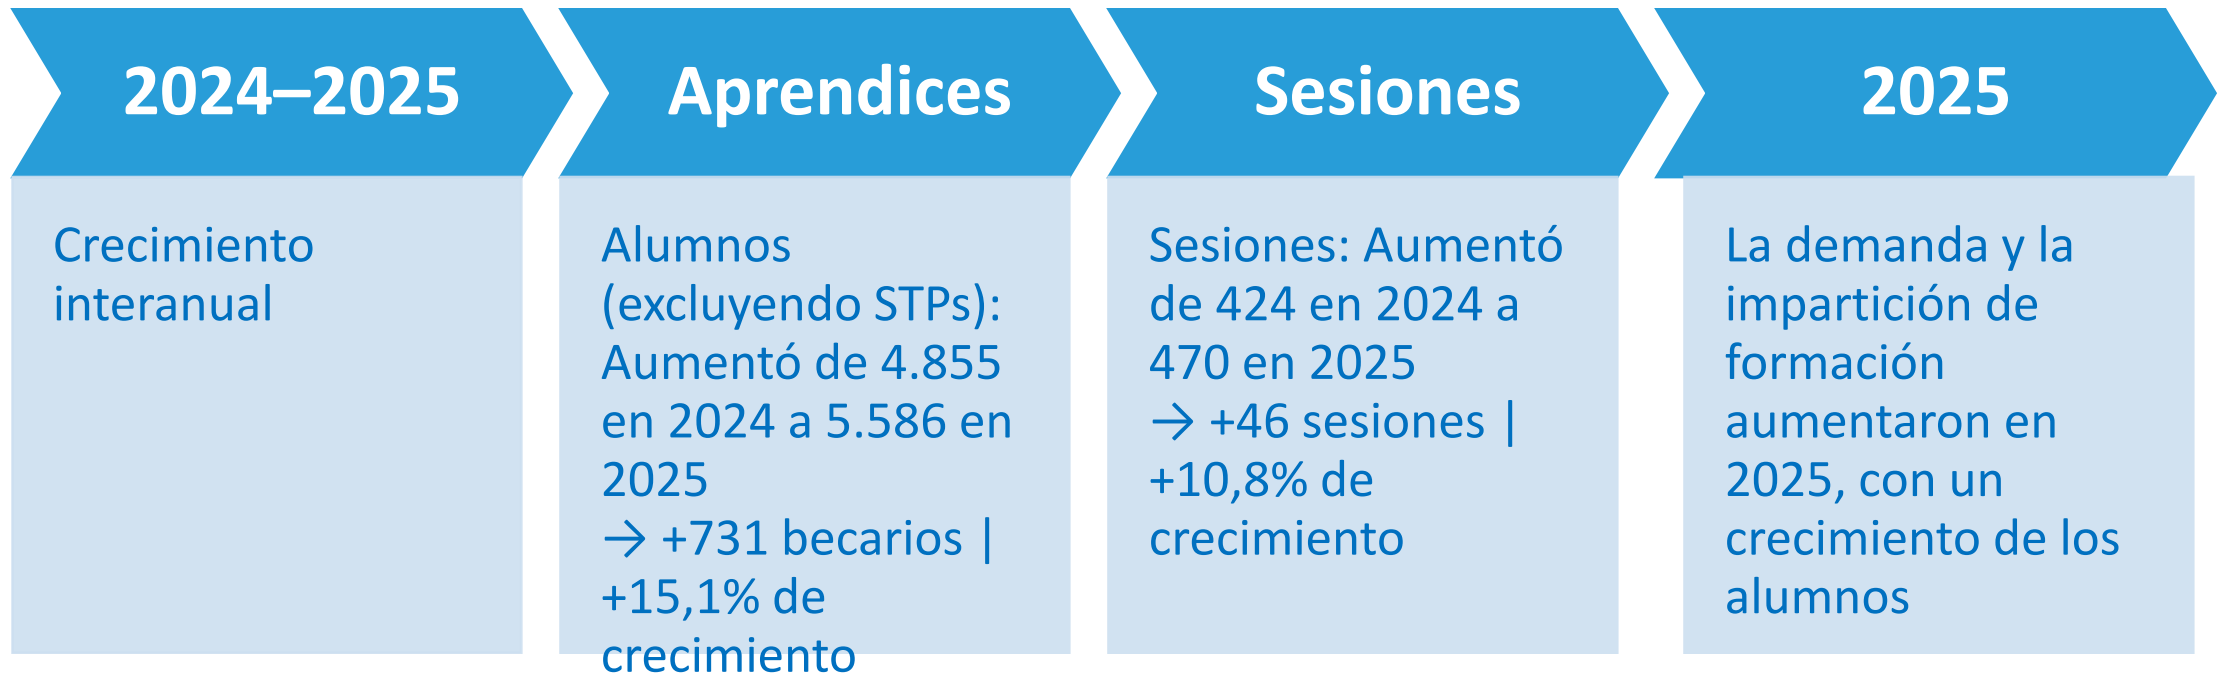 2024–2025
Aprendices
Sesiones
2025
Crecimiento
interanual
Alumnos
(excluyendo STPs):
Aumentó de 4.855
en 2024 a 5.586 en
2025
→ +731 becarios |
+15,1% de
crecimiento
Sesiones: Aumentó
de 424 en 2024 a
470 en 2025
→ +46 sesiones |
+10,8% de
crecimiento
La demanda y la
impartición de
formación
aumentaron en
2025, con un
crecimiento de los
alumnos